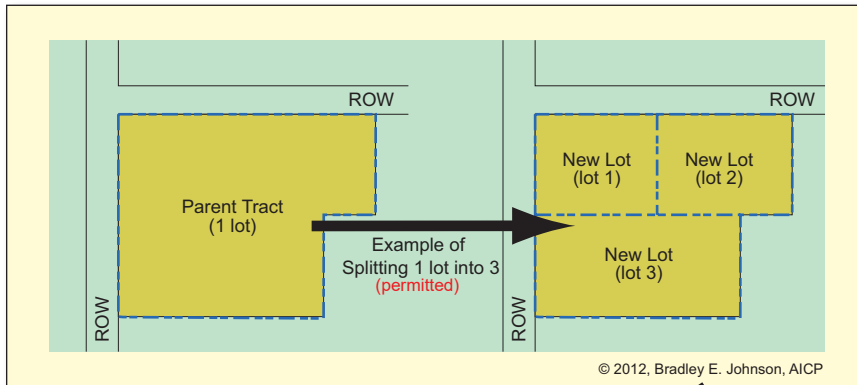 ROW
ROW
Parent Tract
(1 lot)
Example of
Splitting 1 lot into 3
(permitted)
ROW
ROW
New Lot
(lot 1)
New Lot
(lot 2)
New Lot
(lot 3)
© 2012, Bradley E. Johnson, AICP